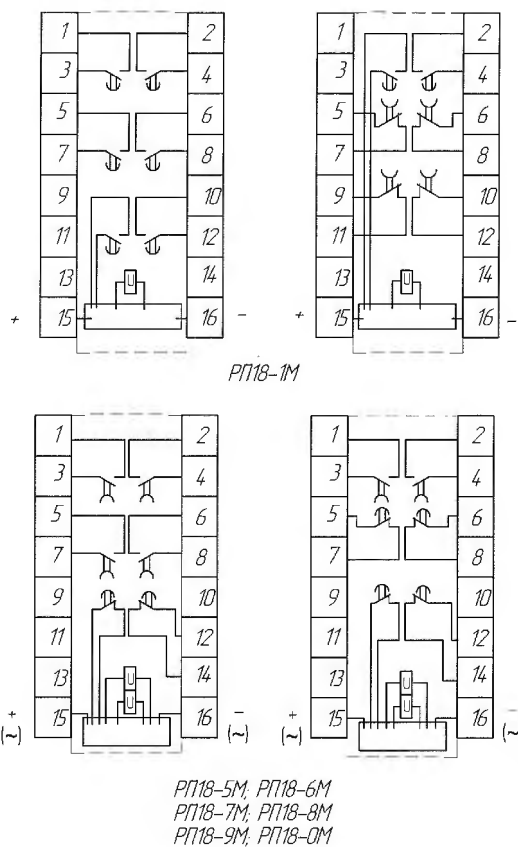 1 2 1 2
3 4 3 4
5 6 5 6
7 8 7 8
9 10 9 10
11 12 11 12
13 U 14 13 U 14
+ 15 16 - + 15 16 -
РП18-1М
1 2 1 2
3 4 3 4
5 6 5 6
7 8 7 8
9 10 9 10
11 12 11 12
13 U 14 13 U 14
+ 15 U 16 - + 15 U 16 -
(~) (~) (~) (~)
РП18-5М; РП18-6М
РП18-7М; РП18-8М
РП18-9М; РП18-0М